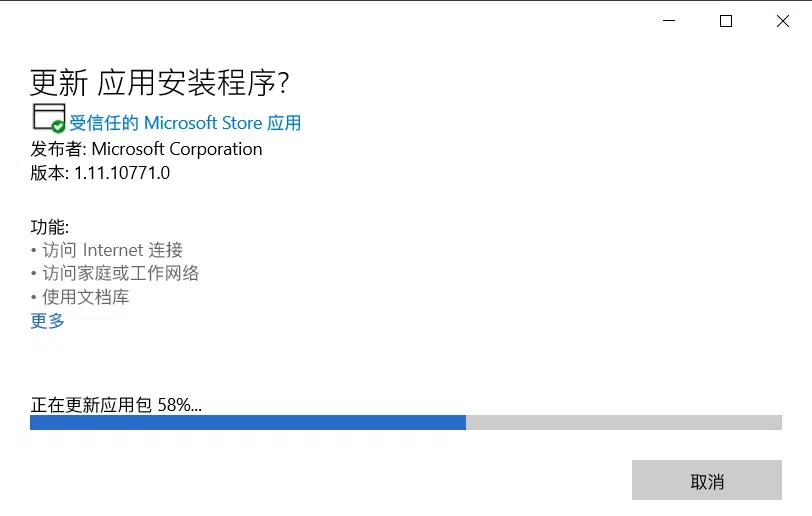 更新 应用安装程序?
受信任的 Microsoft Store 应用
发布者: Microsoft Corporation
版本: 1.11.10771.0
功能:
• 访问 Internet 连接
• 访问家庭或工作网络
• 使用文档库
更多
正在更新应用包 58%...
取消